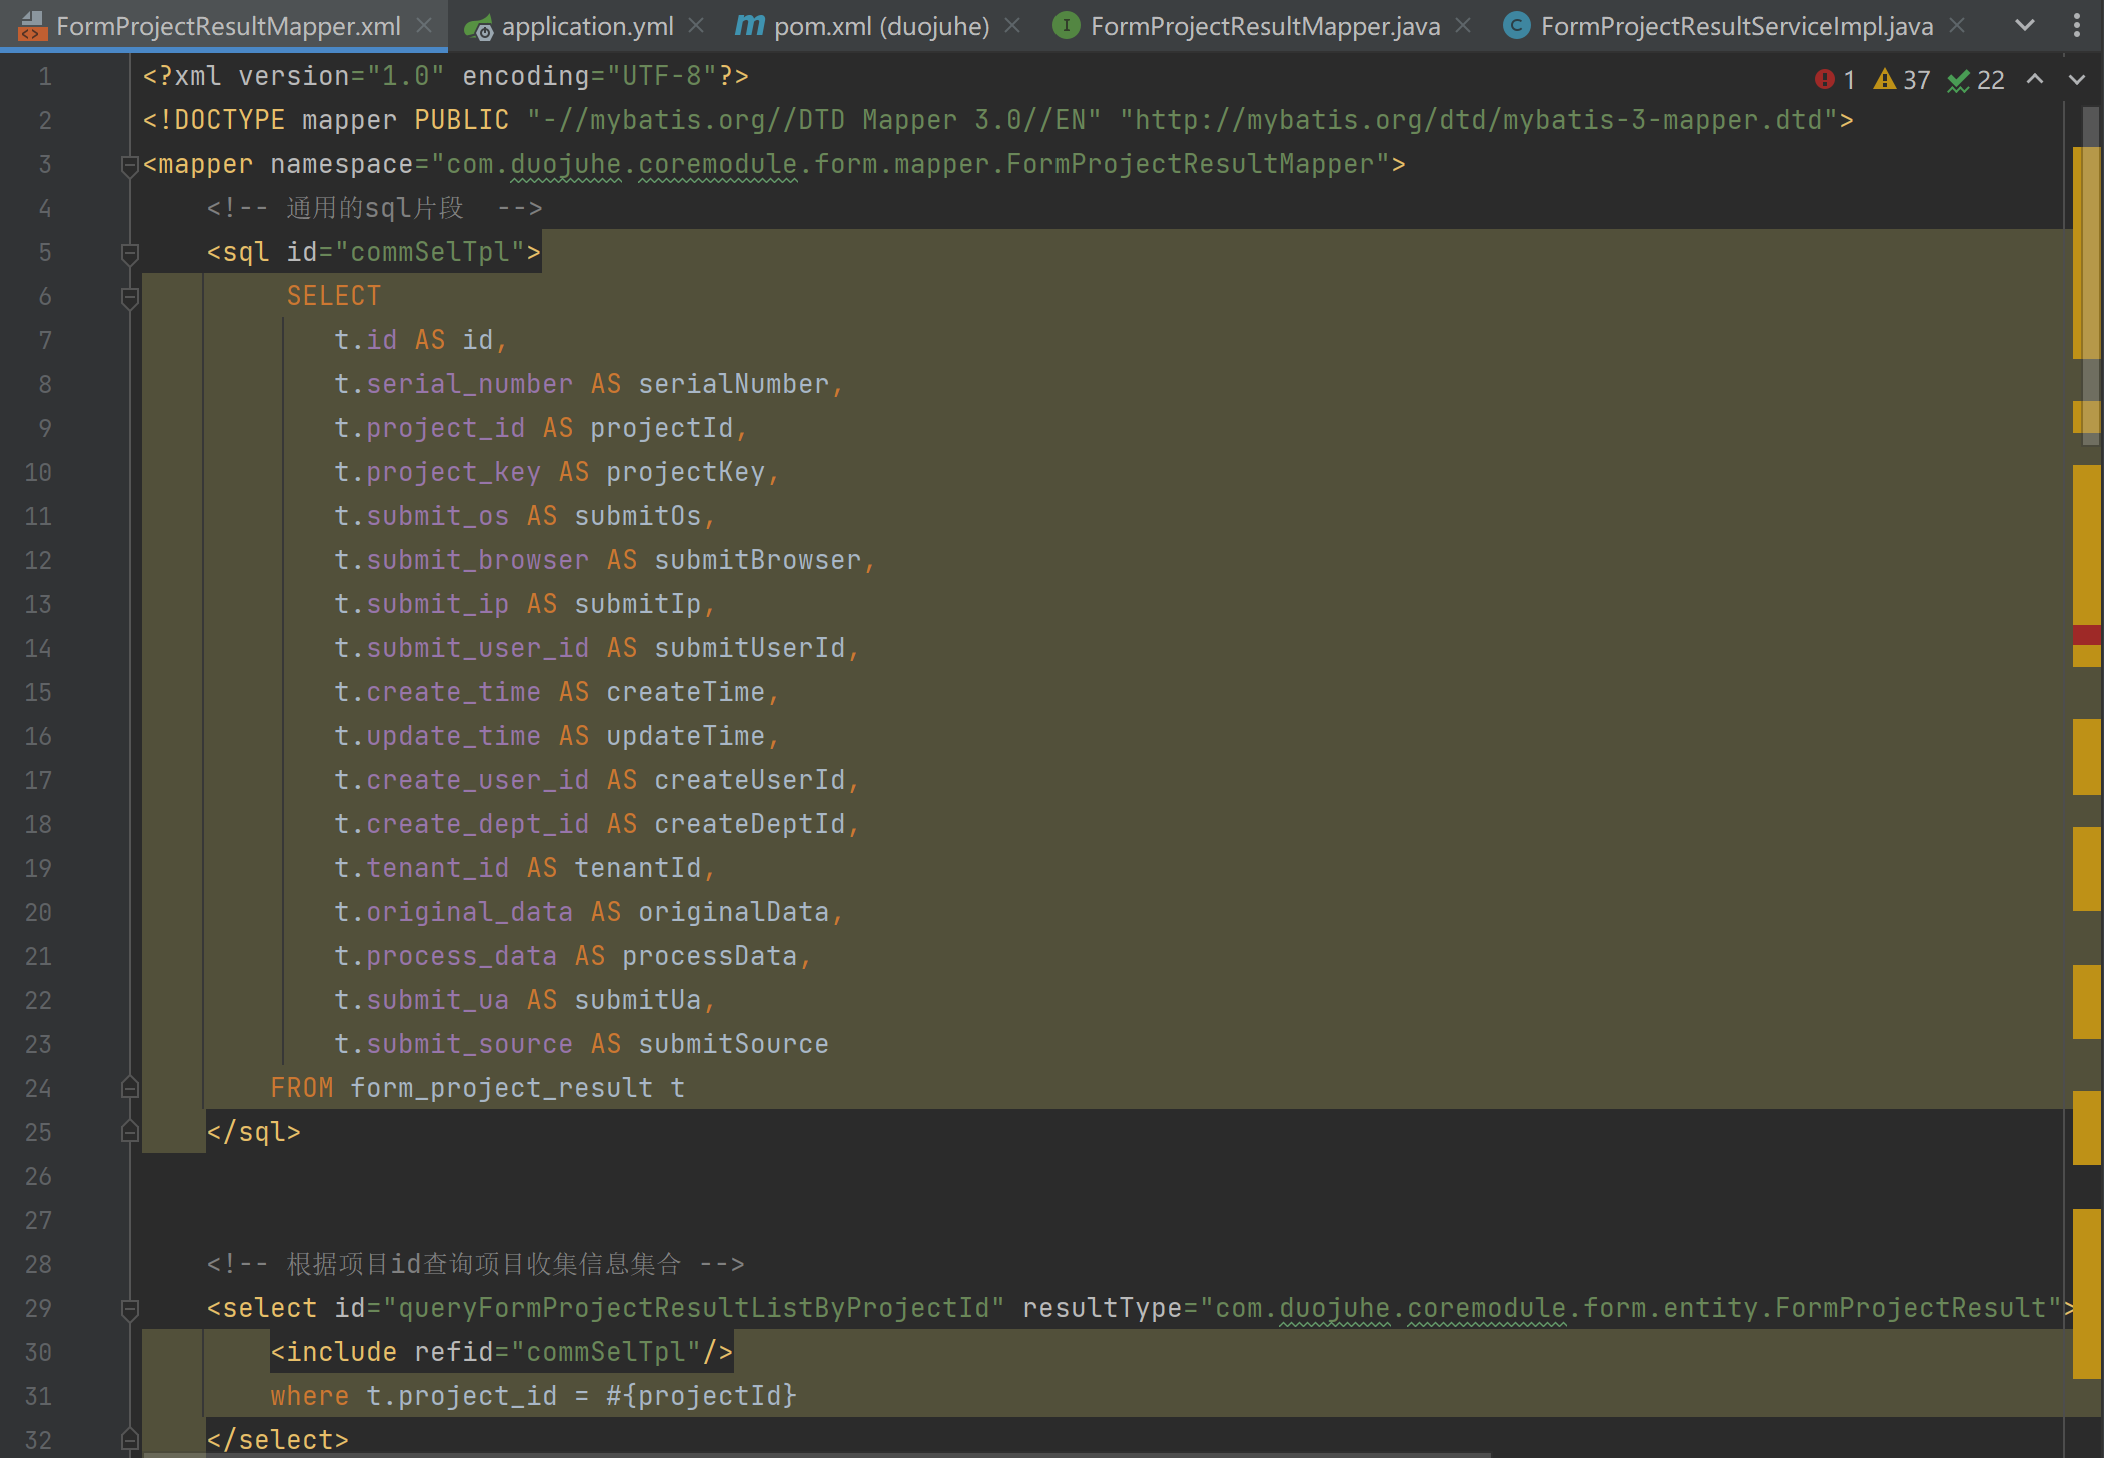 FormProjectResultMapper.xml application.yml pom.xml (duojuhe) FormProjectResultMapper.java FormProjectResultServiceImpl.java
1 37 22
1 <?xml version="1.0" encoding="UTF-8"?>
2 <!DOCTYPE mapper PUBLIC "-//mybatis.org//DTD Mapper 3.0//EN" "http://mybatis.org/dtd/mybatis-3-mapper.dtd">
3 <mapper namespace="com.duojuhe.coremodule.form.mapper.FormProjectResultMapper">
4 <!-- 通用的sql片段  -->
5 <sql id="commSelTpl">
6 SELECT
7 t.id AS id,
8 t.serial_number AS serialNumber,
9 t.project_id AS projectId,
10 t.project_key AS projectKey,
11 t.submit_os AS submitOs,
12 t.submit_browser AS submitBrowser,
13 t.submit_ip AS submitIp,
14 t.submit_user_id AS submitUserId,
15 t.create_time AS createTime,
16 t.update_time AS updateTime,
17 t.create_user_id AS createUserId,
18 t.create_dept_id AS createDeptId,
19 t.tenant_id AS tenantId,
20 t.original_data AS originalData,
21 t.process_data AS processData,
22 t.submit_ua AS submitUa,
23 t.submit_source AS submitSource
24 FROM form_project_result t
25 </sql>
26
27
28 <!-- 根据项目id查询项目收集信息集合 -->
29 <select id="queryFormProjectResultListByProjectId" resultType="com.duojuhe.coremodule.form.entity.FormProjectResult">
30 <include refid="commSelTpl"/>
31 where t.project_id = #{projectId}
32 </select>